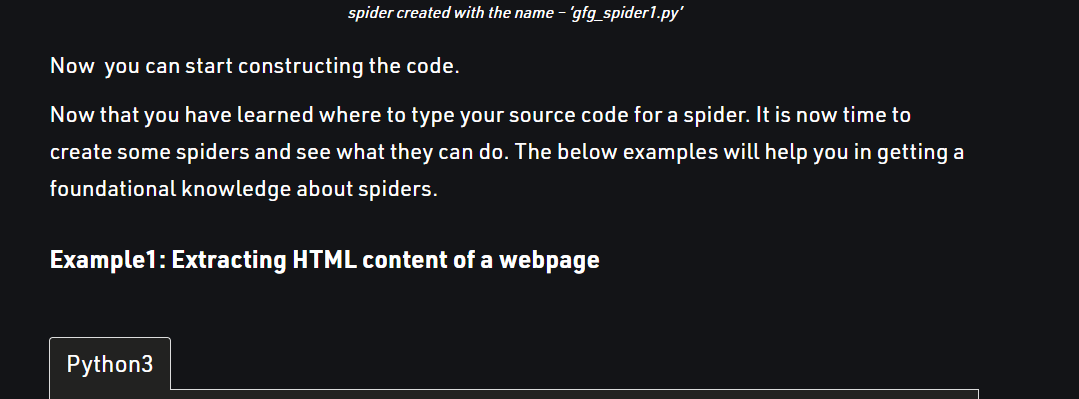 spider created with the name – ‘gfg_spider1.py’
Now  you can start constructing the code.
Now that you have learned where to type your source code for a spider. It is now time to
create some spiders and see what they can do. The below examples will help you in getting a
foundational knowledge about spiders.
Example1: Extracting HTML content of a webpage
Python3